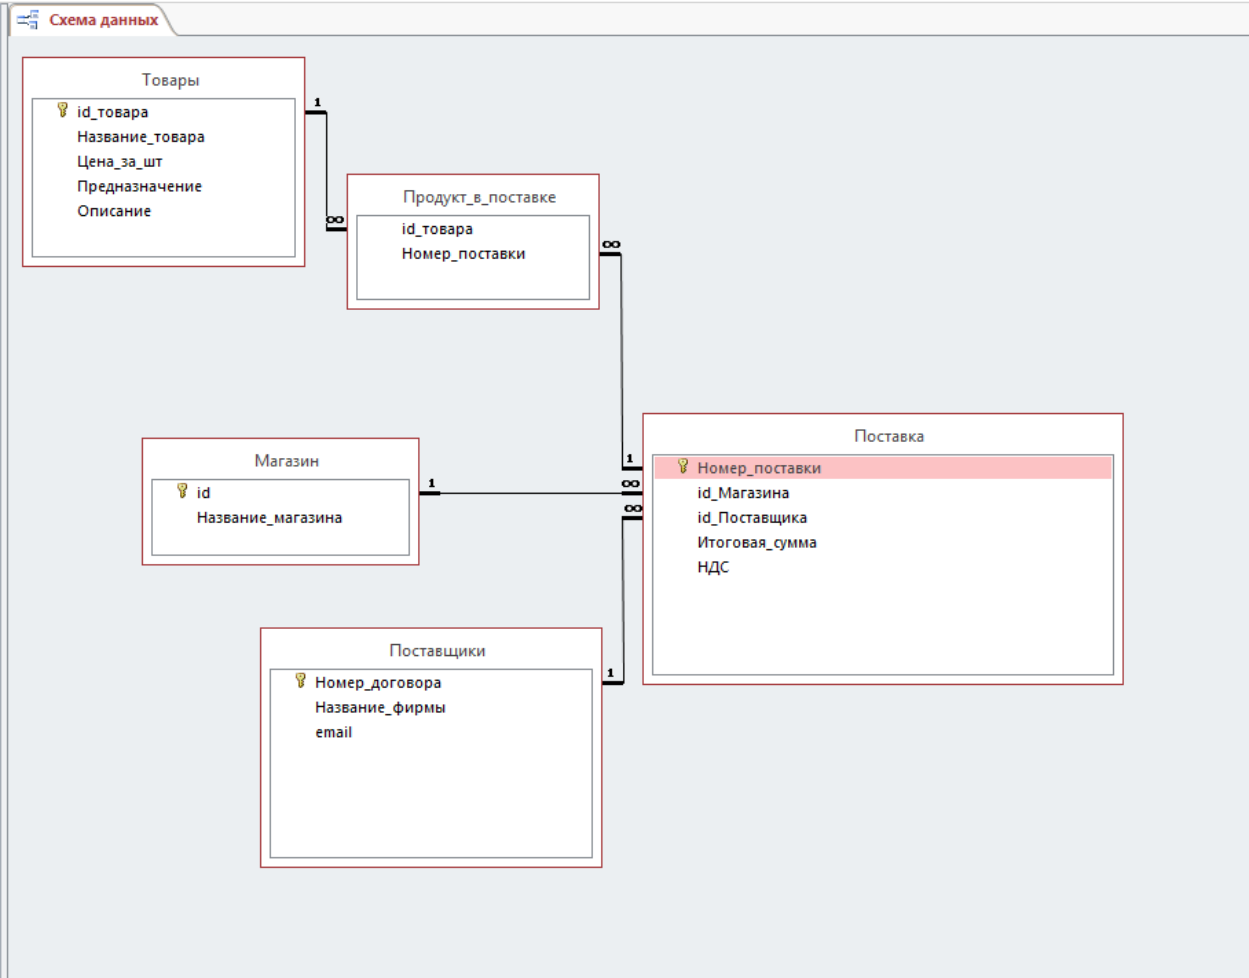 Схема данных
Товары
id_товара
Название_товара
Цена_за_шт
Предназначение
Описание
1
∞
Продукт_в_поставке
id_товара
Номер_поставки
∞
1
Магазин
id
Название_магазина
1
∞
Поставка
Номер_поставки
id_Магазина
id_Поставщика
Итоговая_сумма
НДС
∞
Поставщики
Номер_договора
Название_фирмы
email
1